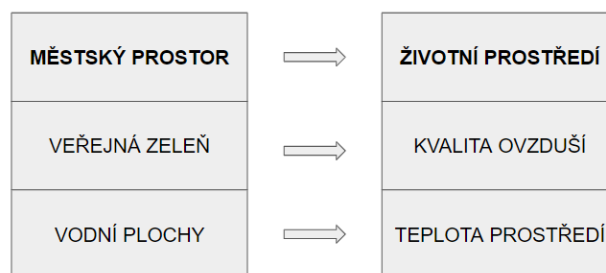 MĚSTSKÝ PROSTOR
ŽIVOTNÍ PROSTŘEDÍ
VEŘEJNÁ ZELEŇ
KVALITA OVZDUŠÍ
VODNÍ PLOCHY
TEPLOTA PROSTŘEDÍ